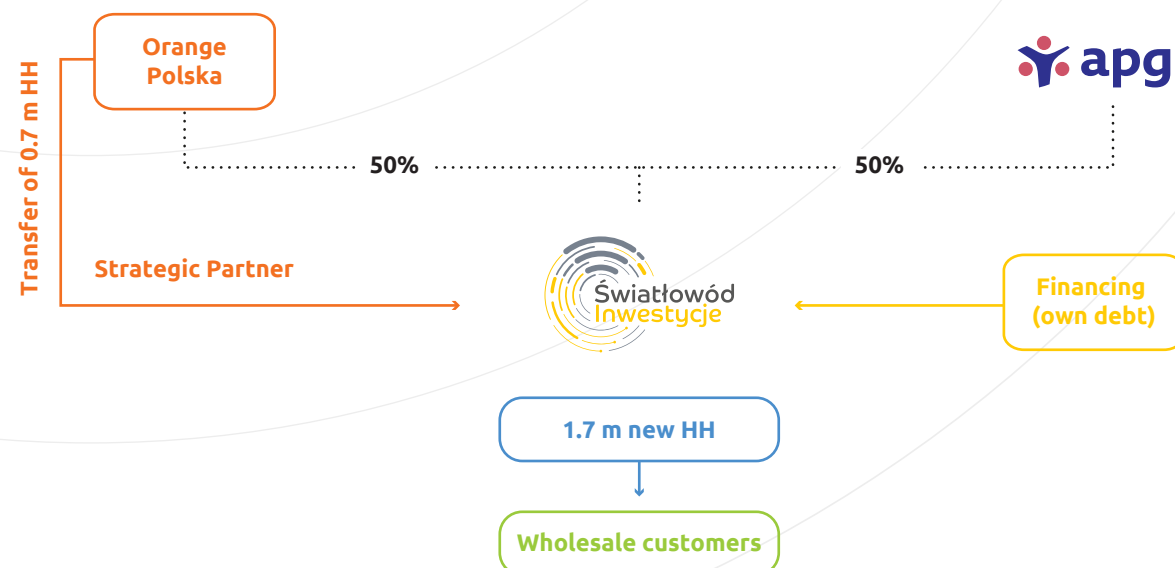 Orange
Polska
apg
Transfer of 0.7 m HH
50%
50%
Strategic Partner
Światłowód
Inwestycje
Financing
(own debt)
1.7 m new HH
Wholesale customers